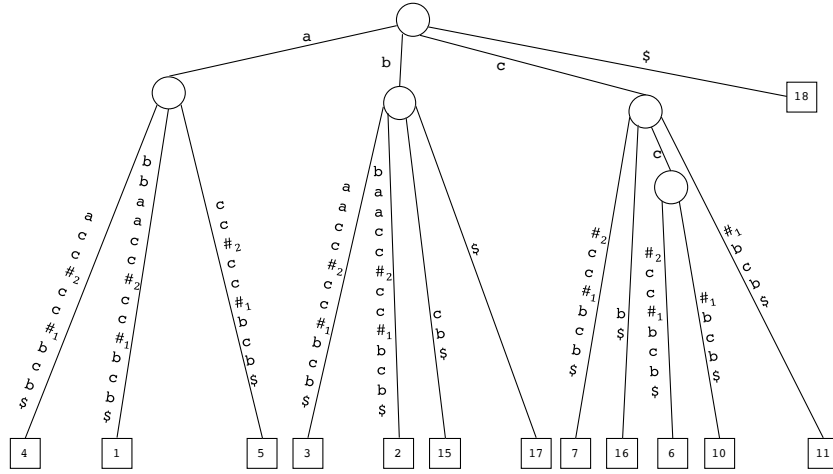 a
b
c
$
18
c
a c c #₂ c c #₁ b c b $
b b a a c c #₂ c c #₁ b c b $
c c #₂ c c #₁ b c b $
a a c c #₂ c c #₁ b c b $
b a a c c #₂ c c #₁ b c b $
c b $
$
#₂ c c #₁ b c b $
b $
#₂ c c #₁ b c b $
#₁ b c b $
#₁ b c b $
4 1 5 3 2 15 17 7 16 6 10 11